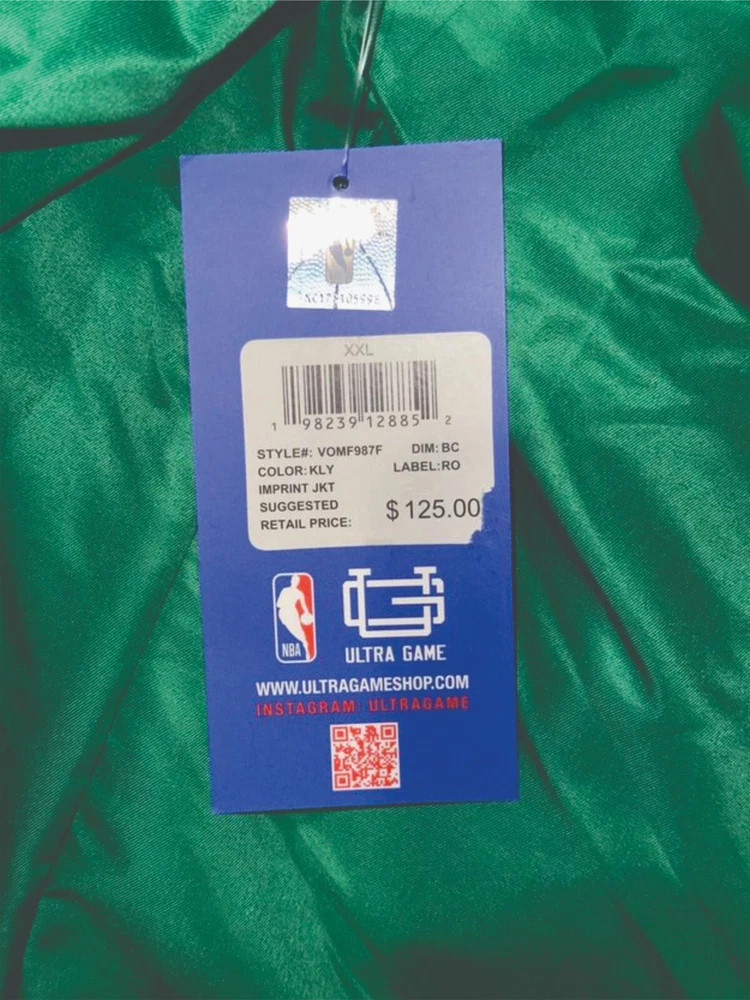 XXL
1 98239 12885 2
STYLE#: VOMF987F DIM: BC
COLOR: KLY LABEL:RO
IMPRINT JKT
SUGGESTED
RETAIL PRICE: $125.00
NBA
ULTRA GAME
WWW.ULTRAGAMESHOP.COM
INSTAGRAM: ULTRAGAME